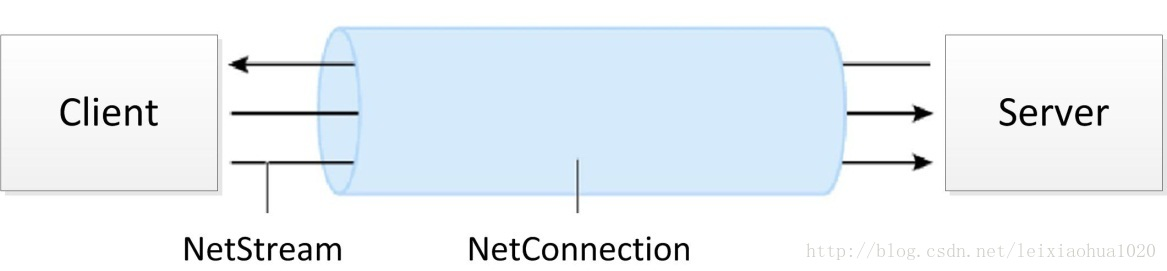 Client
Server
NetStream
NetConnection
http://blog.csdn.net/leixiaohua1020